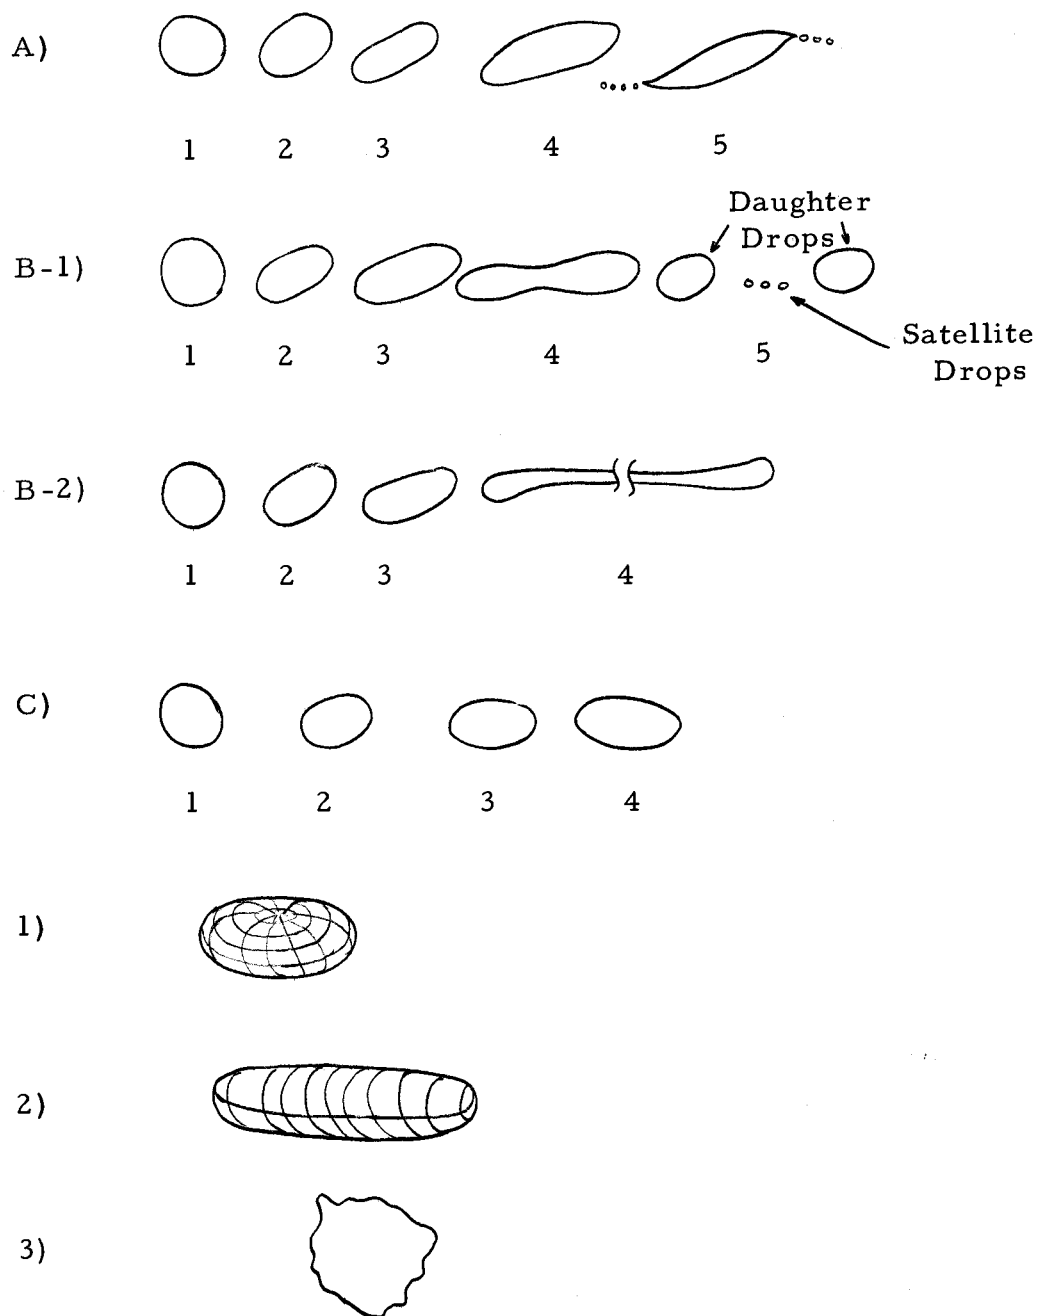 A)
1 2 3 4 5
Daughter
Drops
B-1)
Satellite
Drops
1 2 3 4 5
B-2)
1 2 3 4
C)
1 2 3 4
1)
2)
3)